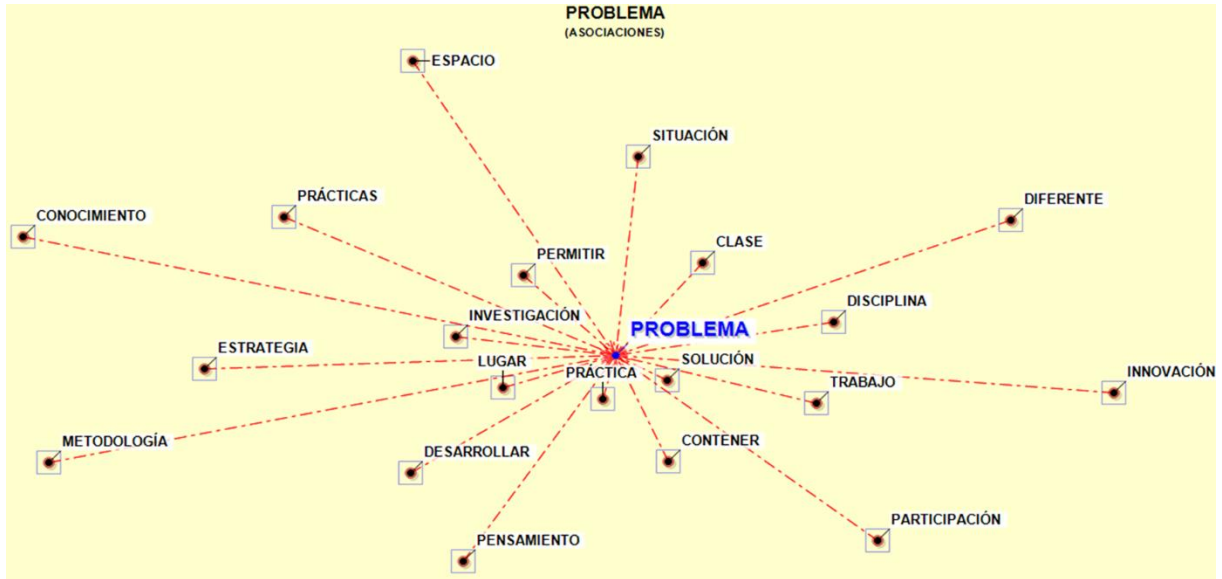 PROBLEMA
(ASOCIACIONES)
ESPACIO
SITUACIÓN
PRÁCTICAS
DIFERENTE
CONOCIMIENTO
CLASE
PERMITIR
DISCIPLINA
INVESTIGACIÓN
PROBLEMA
ESTRATEGIA
LUGAR
SOLUCIÓN
PRÁCTICA
TRABAJO
INNOVACIÓN
METODOLOGÍA
CONTENER
DESARROLLAR
PARTICIPACIÓN
PENSAMIENTO